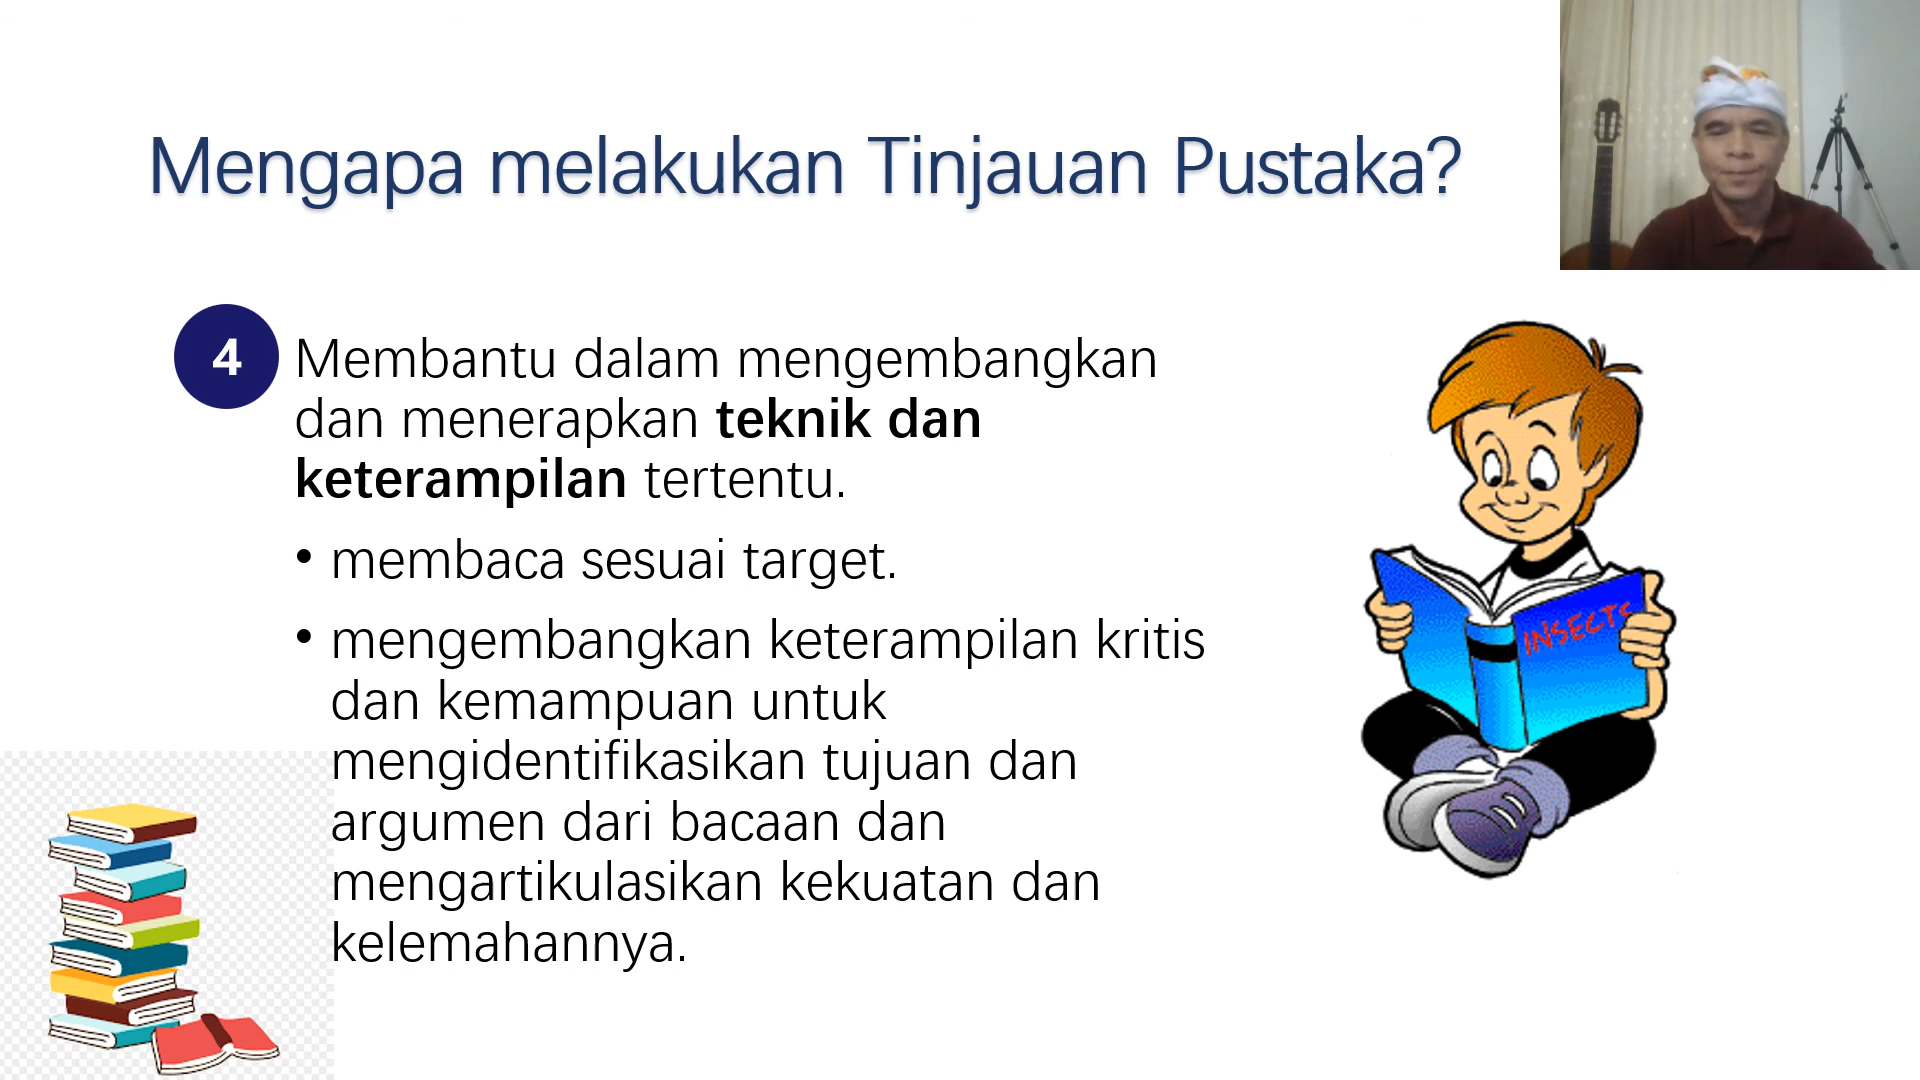 Mengapa melakukan Tinjauan Pustaka?
4
Membantu dalam mengembangkan
dan menerapkan teknik dan
keterampilan tertentu.
• membaca sesuai target.
• mengembangkan keterampilan kritis
dan kemampuan untuk
mengidentifikasikan tujuan dan
argumen dari bacaan dan
mengartikulasikan kekuatan dan
kelemahannya.
INSECTS